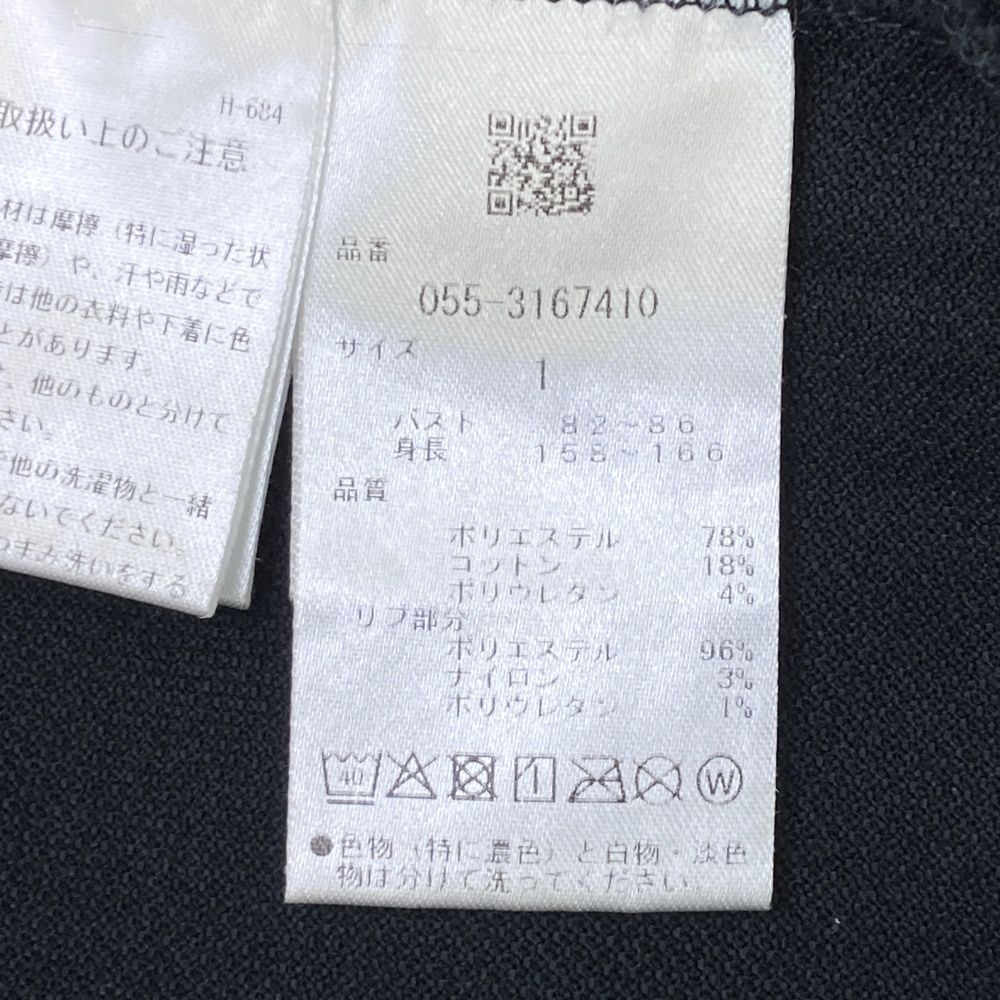 H-684
取扱い上のご注意
材は摩擦（特に湿った状
摩擦）や、汗や雨などで
は他の衣料や下着に色
とがあります。
、他のものと分けて
さい。
で他の洗濯物と一緒
ないでください。
つまみ洗いをする
品番
055-3167410
サイズ
1
バスト 82～86
身長 158～166
品質
ポリエステル 78%
コットン 18%
ポリウレタン 4%
リブ部分
ポリエステル 96%
ナイロン 3%
ポリウレタン 1%
40 W
●色物（特に濃色）と白物・淡色
物は分けて洗ってください